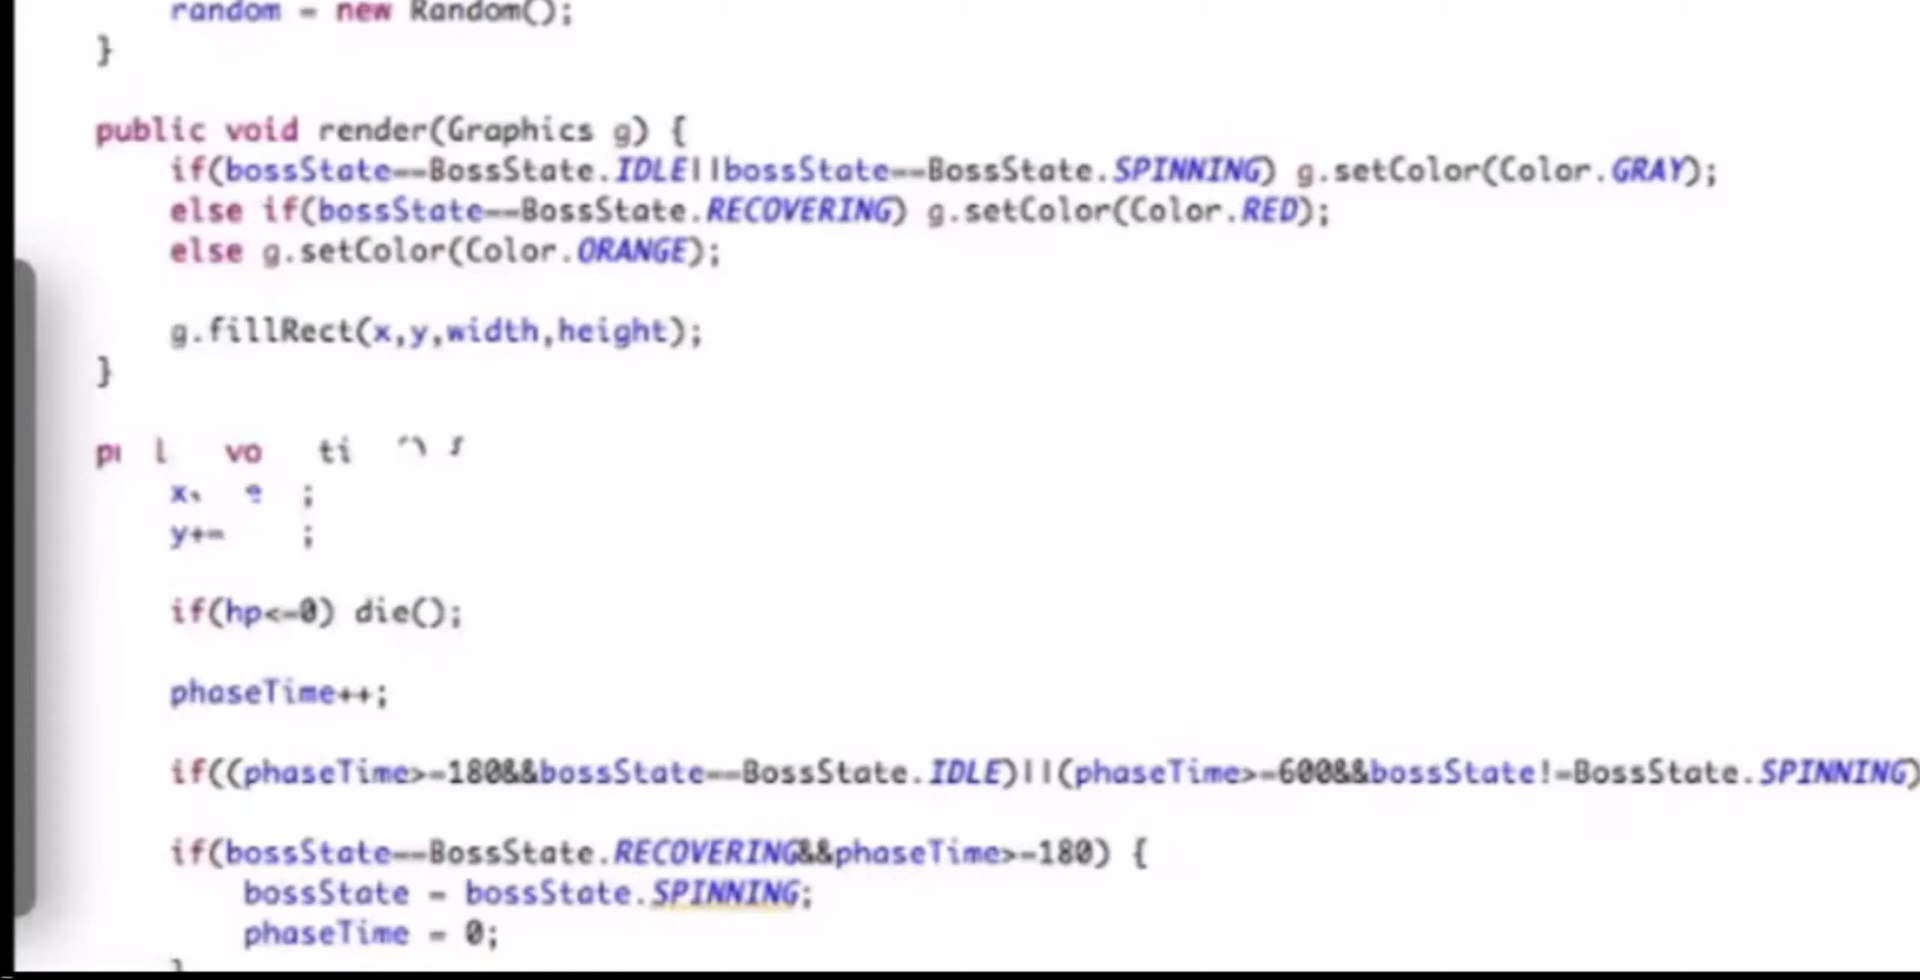 random = new Random();
}
public void render(Graphics g) {
if(bossState==BossState.IDLE||bossState==BossState.SPINNING) g.setColor(Color.GRAY);
else if(bossState==BossState.RECOVERING) g.setColor(Color.RED);
else g.setColor(Color.ORANGE);
g.fillRect(x,y,width,height);
}
y+= ;
if(hp<=0) die();
phaseTime++;
if((phaseTime>=180&&bossState==BossState.IDLE)||(phaseTime>=600&&bossState!=BossState.SPINNING)
if(bossState==BossState.RECOVERING&&phaseTime>=180) {
bossState = bossState.SPINNING;
phaseTime = 0;